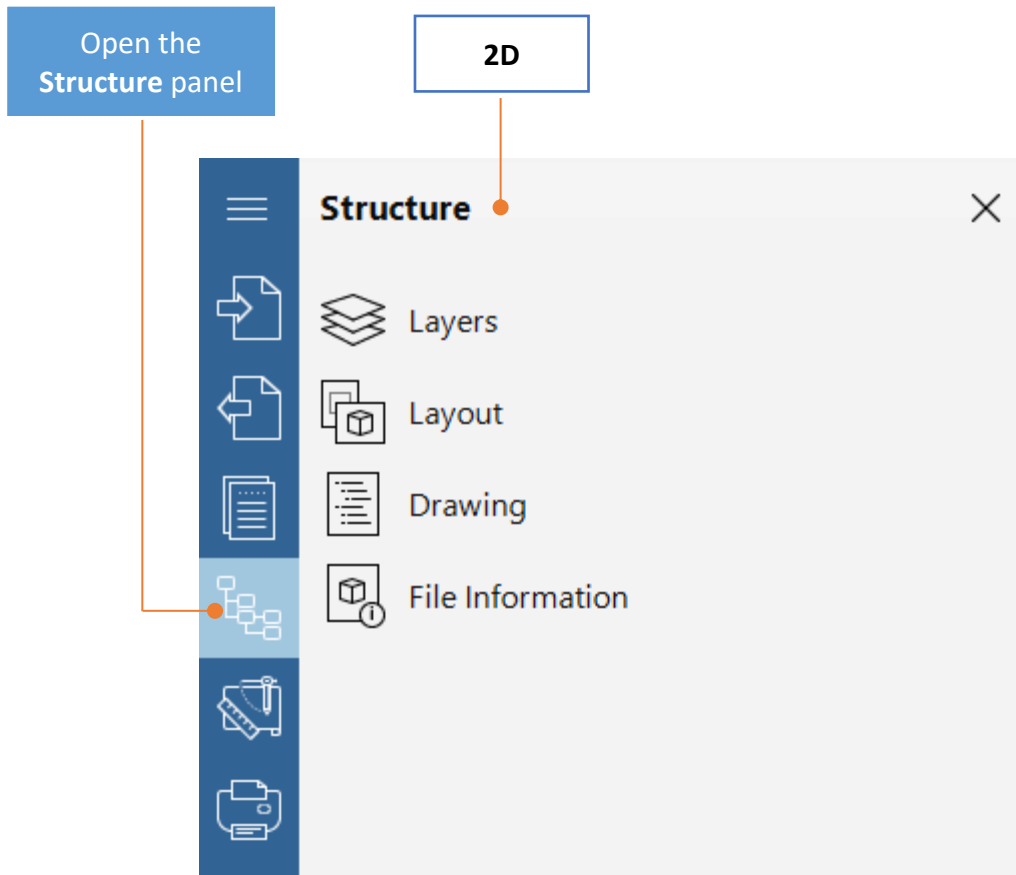 Open the
Structure panel
2D
Structure
Layers
Layout
Drawing
File Information